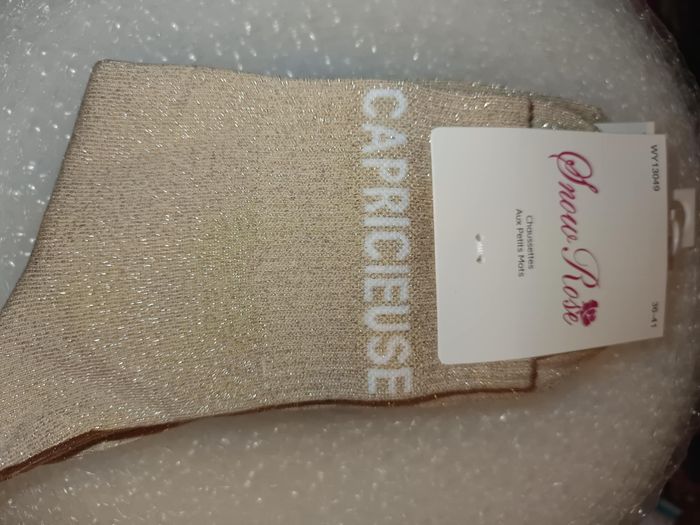 CAPRICIEUSE
WY13049
36-41
Snow Rose
Chaussettes
Aux Petits Mots